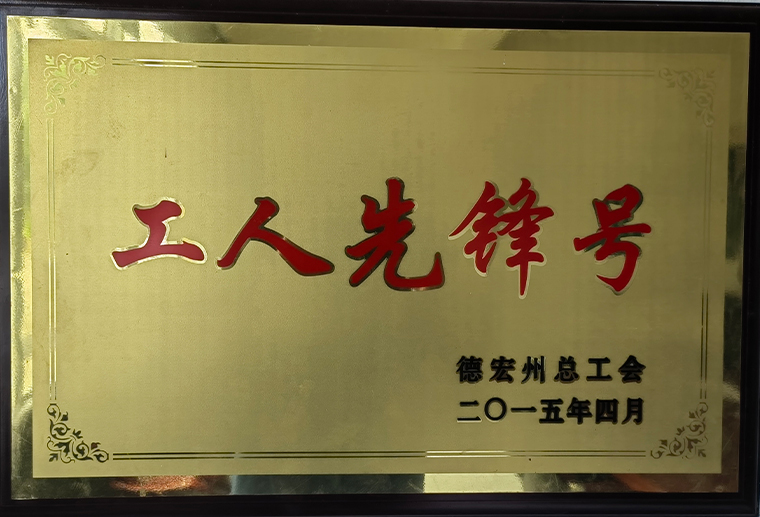 工人先锋号
德宏州总工会
二〇一五年四月